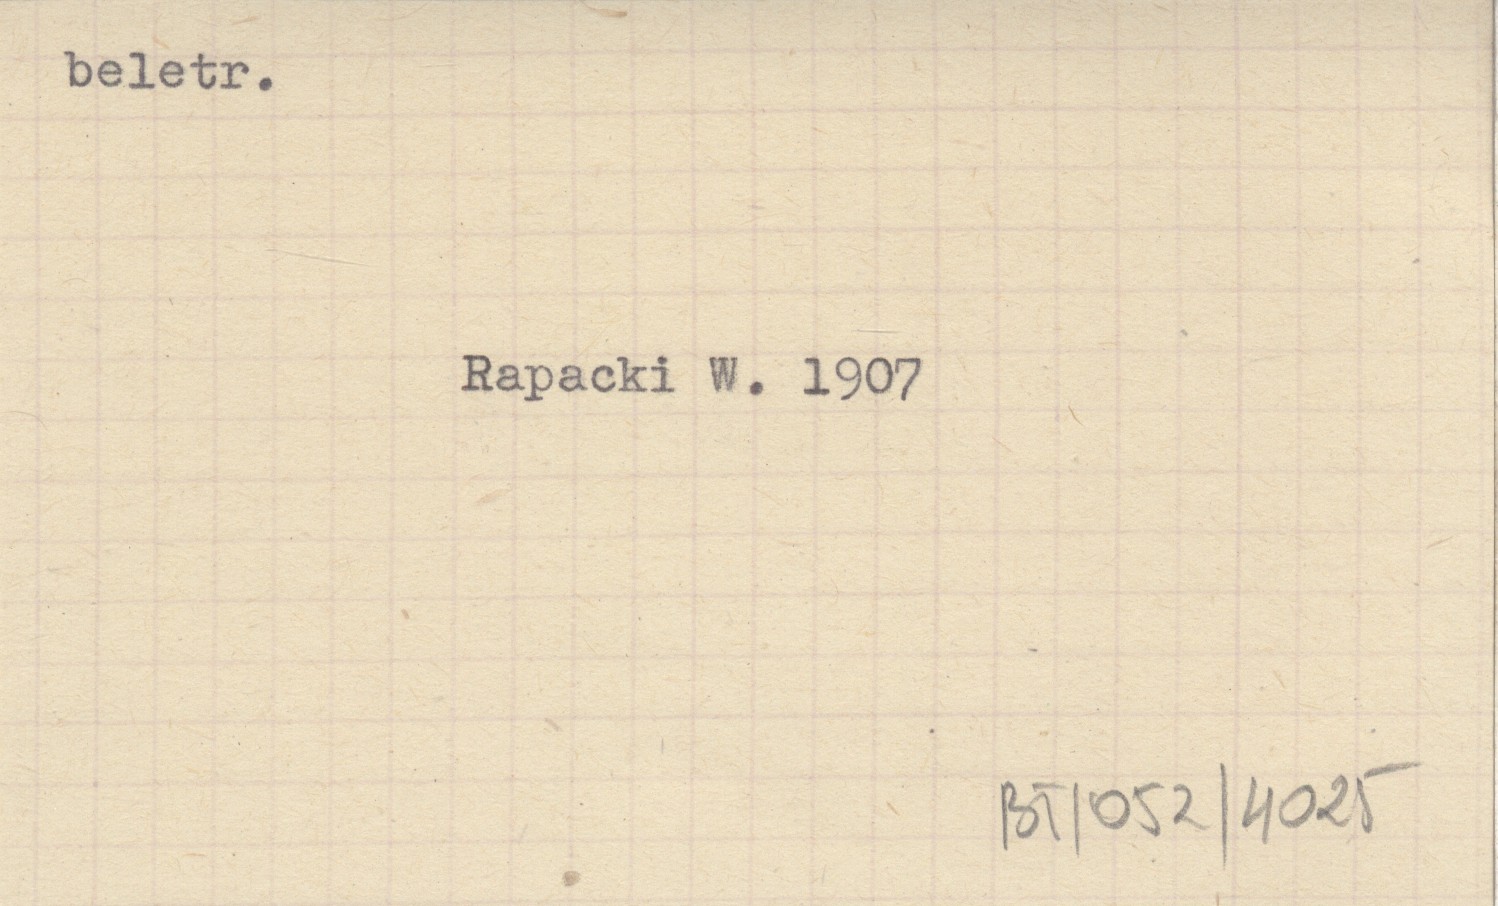 beletr.
Rapacki W. 1907
BT/052/4025